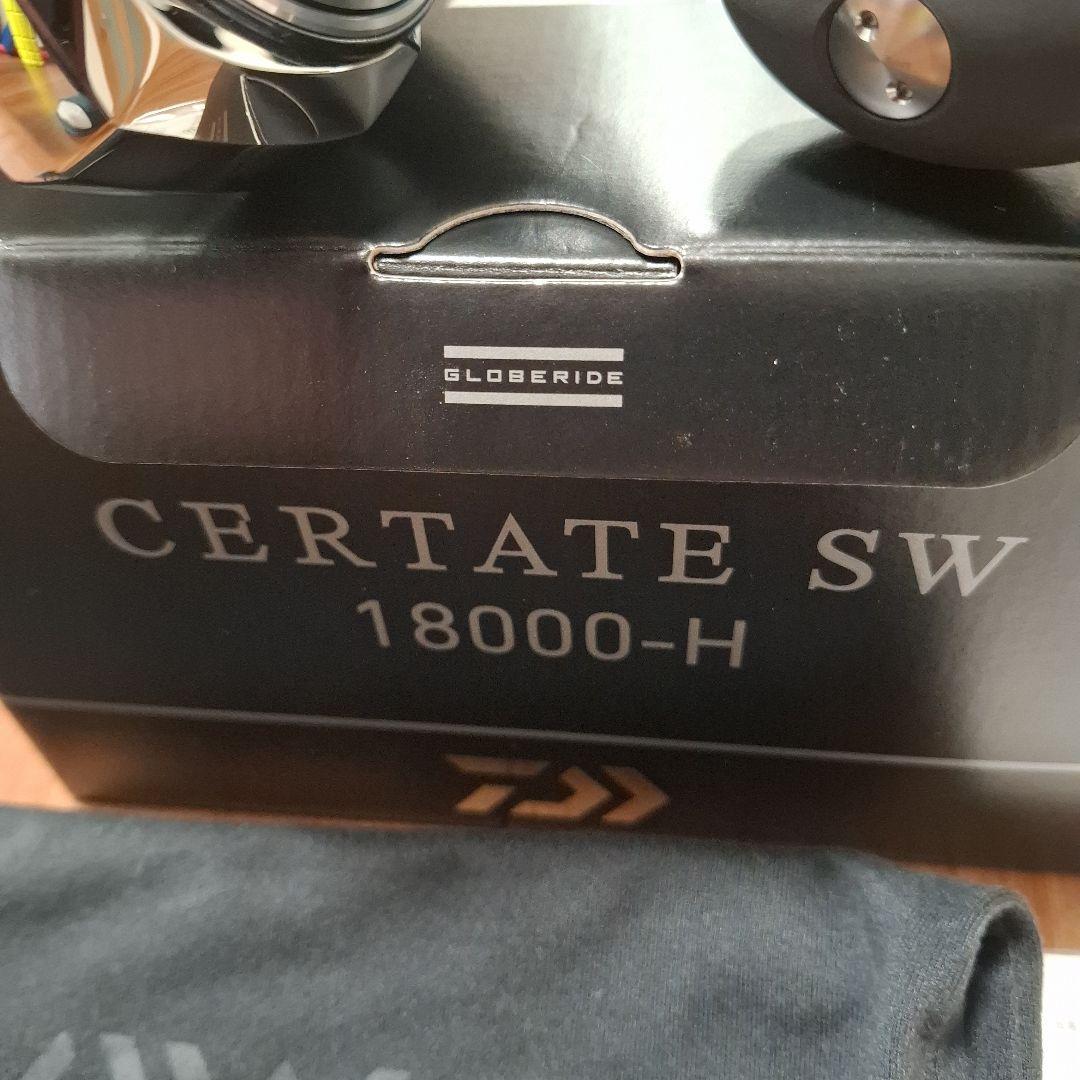 GLOBERIDE
CERTATE SW
18000-H